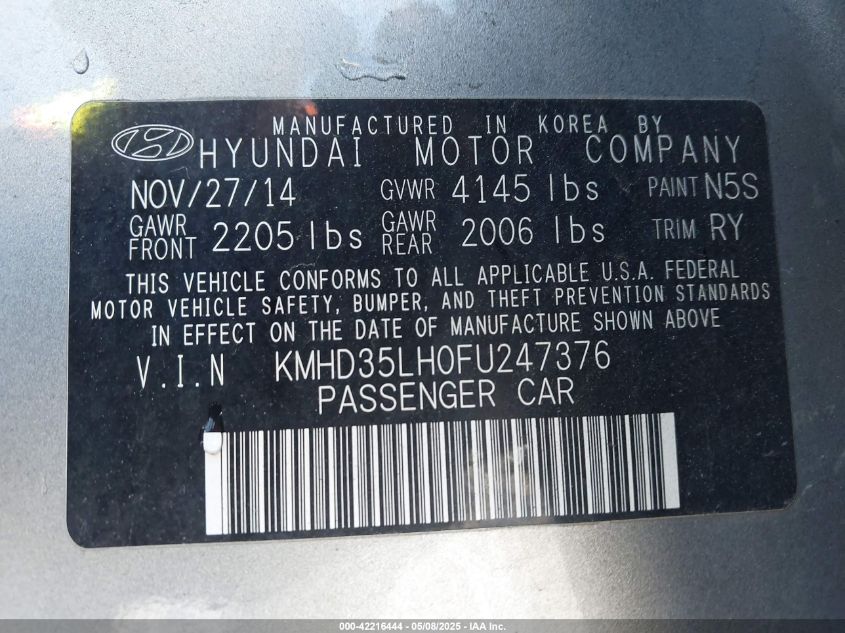 MANUFACTURED IN KOREA BY
HYUNDAI MOTOR COMPANY
NOV/27/14 GVWR 4145 lbs PAINT N5S
GAWR FRONT 2205 lbs GAWR REAR 2006 lbs TRIM RY
THIS VEHICLE CONFORMS TO ALL APPLICABLE U.S.A. FEDERAL
MOTOR VEHICLE SAFETY, BUMPER, AND THEFT PREVENTION STANDARDS
IN EFFECT ON THE DATE OF MANUFACTURE SHOWN ABOVE
V.I.N KMHD35LH0FU247376
PASSENGER CAR
000-42216444 - 05/08/2025 - IAA Inc.